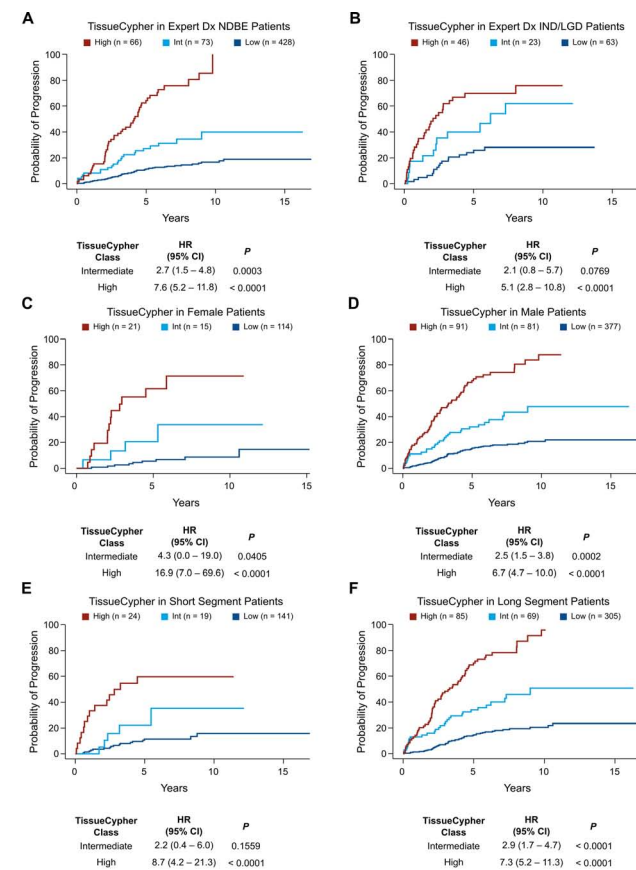 A
TissueCypher in Expert Dx NDBE Patients
High (n = 66) Int (n = 73) Low (n = 428)
Probability of Progression
100
80
60
40
20
0
0 5 10 15
Years
TissueCypher Class HR (95% CI) P
Intermediate 2.7 (1.5 – 4.8) 0.0003
High 7.6 (5.2 – 11.8) < 0.0001
B
TissueCypher in Expert Dx IND/LGD Patients
High (n = 46) Int (n = 23) Low (n = 63)
Probability of Progression
100
80
60
40
20
0
0 5 10 15
Years
TissueCypher Class HR (95% CI) P
Intermediate 2.1 (0.8 – 5.7) 0.0769
High 5.1 (2.8 – 10.8) < 0.0001
C
TissueCypher in Female Patients
High (n = 21) Int (n = 15) Low (n = 114)
Probability of Progression
100
80
60
40
20
0
0 5 10 15
Years
TissueCypher Class HR (95% CI) P
Intermediate 4.3 (0.0 – 19.0) 0.0405
High 16.9 (7.0 – 69.6) < 0.0001
D
TissueCypher in Male Patients
High (n = 91) Int (n = 81) Low (n = 377)
Probability of Progression
100
80
60
40
20
0
0 5 10 15
Years
TissueCypher Class HR (95% CI) P
Intermediate 2.5 (1.5 – 3.8) 0.0002
High 6.7 (4.7 – 10.0) < 0.0001
E
TissueCypher in Short Segment Patients
High (n = 24) Int (n = 19) Low (n = 141)
Probability of Progression
100
80
60
40
20
0
0 5 10 15
Years
TissueCypher Class HR (95% CI) P
Intermediate 2.2 (0.4 – 6.0) 0.1559
High 8.7 (4.2 – 21.3) < 0.0001
F
TissueCypher in Long Segment Patients
High (n = 85) Int (n = 69) Low (n = 305)
Probability of Progression
100
80
60
40
20
0
0 5 10 15
Years
TissueCypher Class HR (95% CI) P
Intermediate 2.9 (1.7 – 4.7) < 0.0001
High 7.3 (5.2 – 11.3) < 0.0001